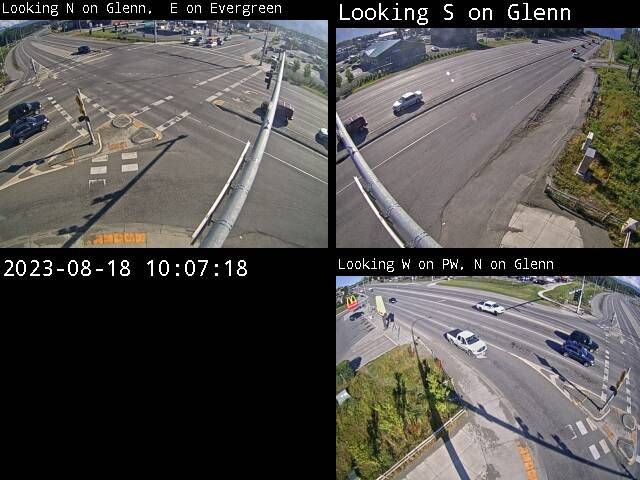 Looking N on Glenn,  E on Evergreen
Looking S on Glenn
2023-08-18 10:07:18
Looking W on PW, N on Glenn